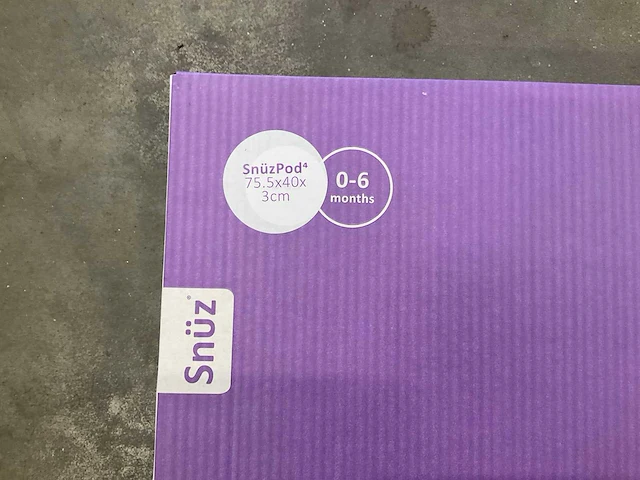 SnüzPod⁴
75.5x40x
3cm
0-6
months
Snüz